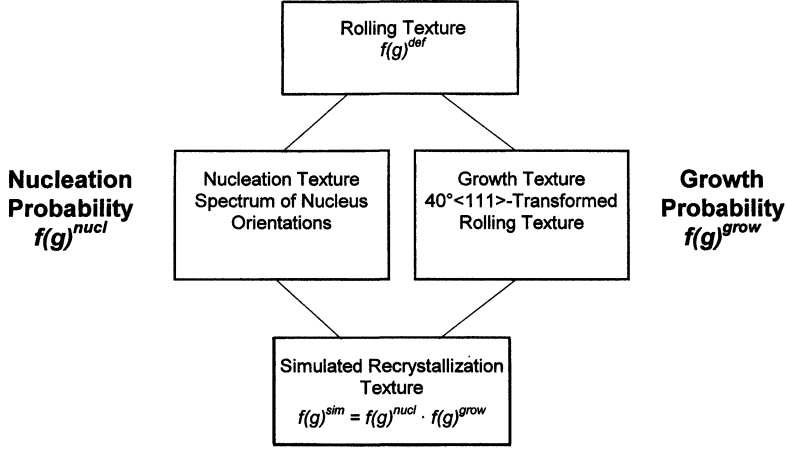 Rolling Texture
f(g)^def
Nucleation
Probability
f(g)^nucl
Nucleation Texture
Spectrum of Nucleus
Orientations
Growth Texture
40°<111>-Transformed
Rolling Texture
Growth
Probability
f(g)^grow
Simulated Recrystallization
Texture
f(g)^sim = f(g)^nucl · f(g)^grow